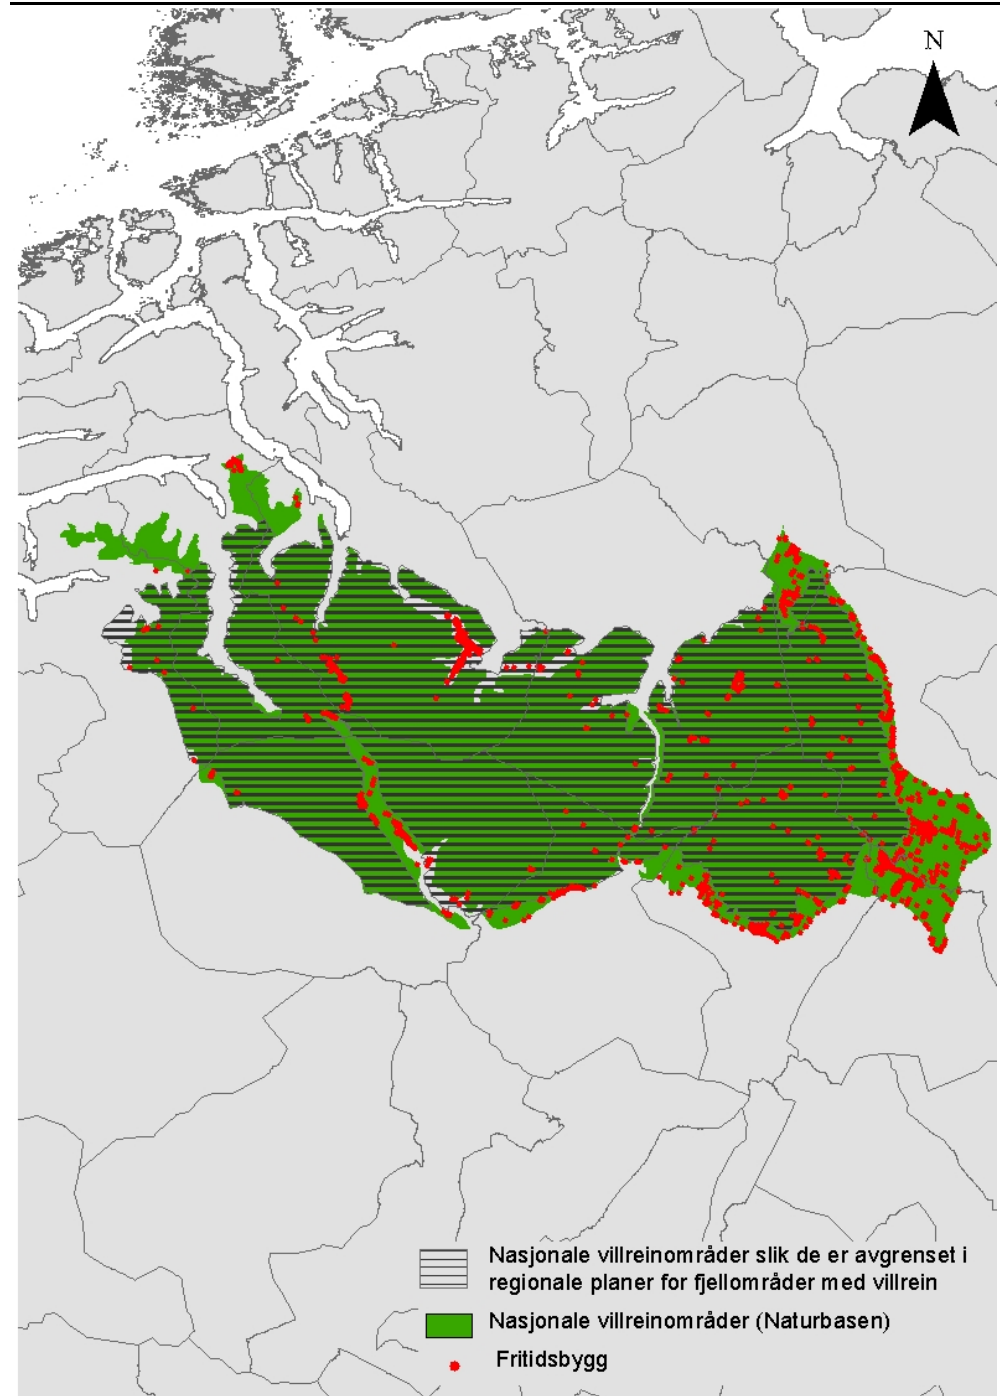 N
Nasjonale villreinområder slik de er avgrenset i
regionale planer for fjellområder med villrein
Nasjonale villreinområder (Naturbasen)
Fritidsbygg